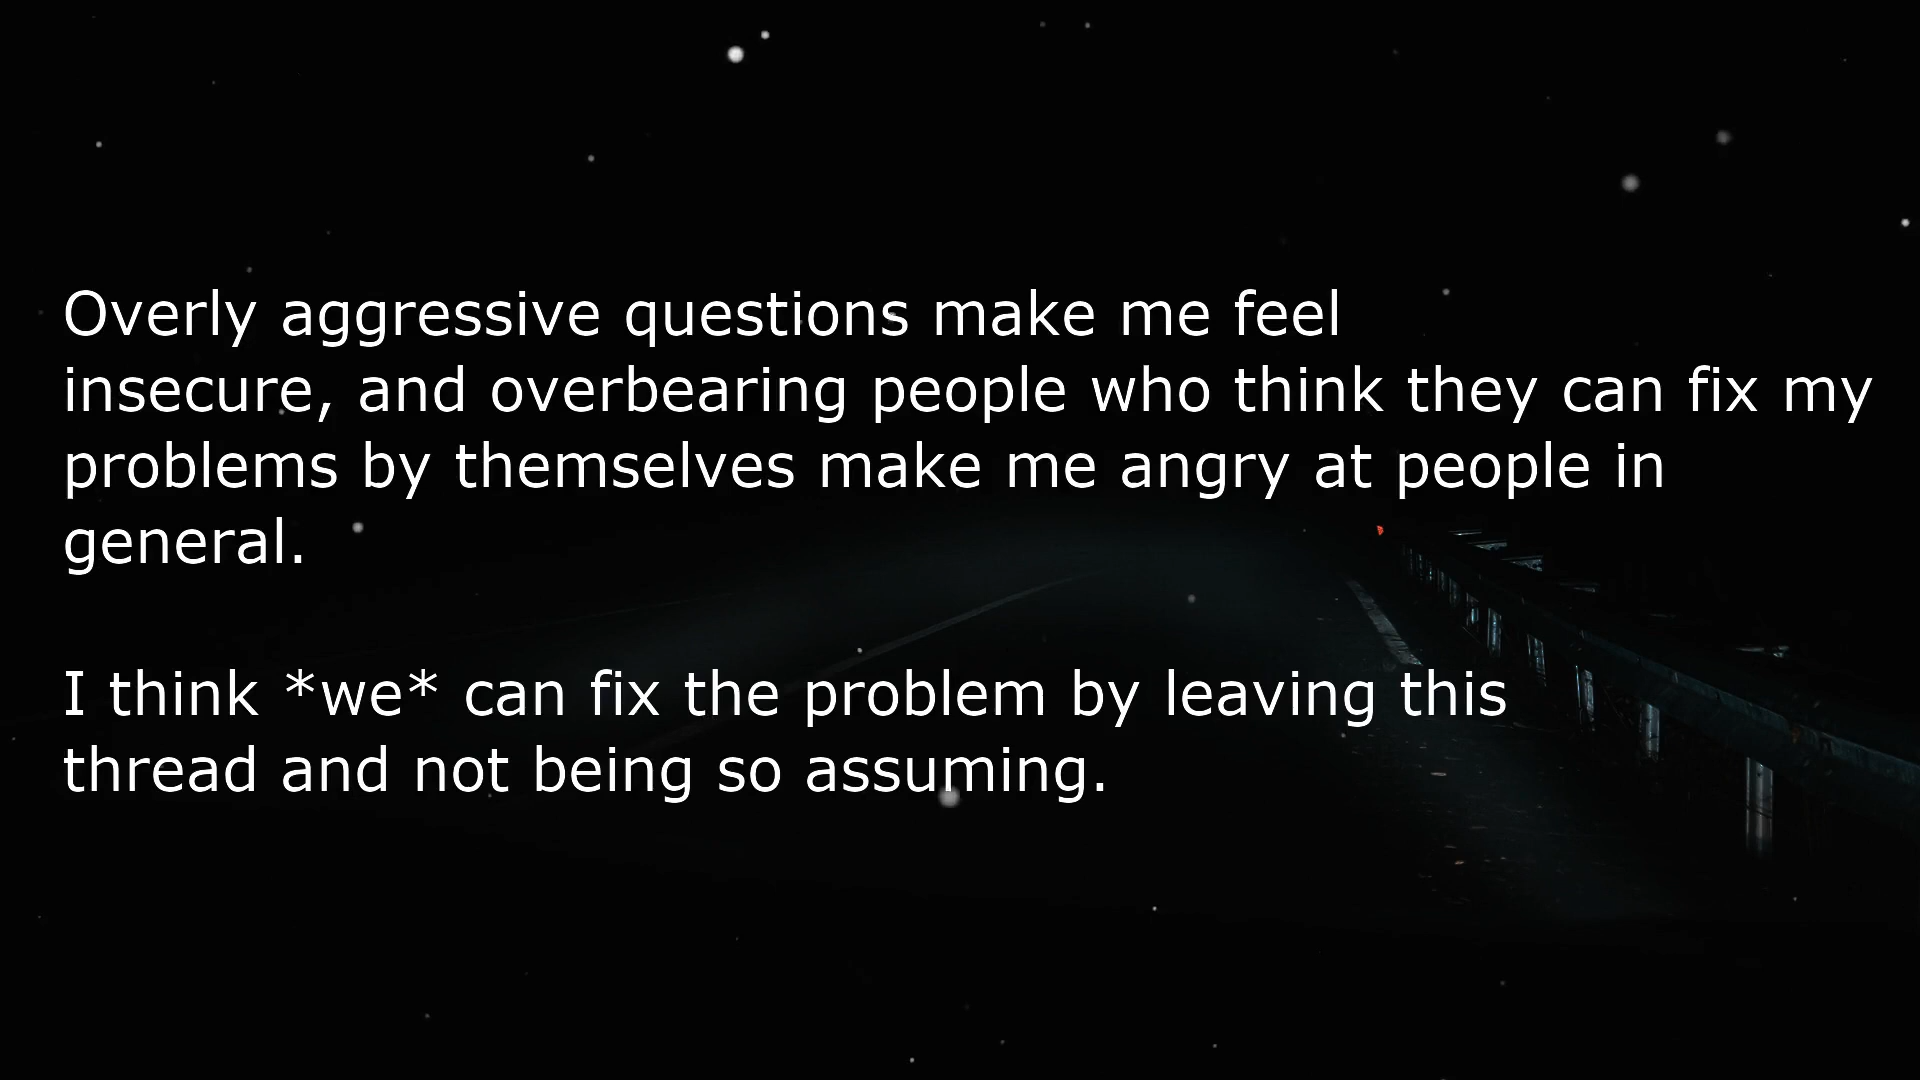 Overly aggressive questions make me feel
insecure, and overbearing people who think they can fix my
problems by themselves make me angry at people in
general.
I think *we* can fix the problem by leaving this
thread and not being so assuming.